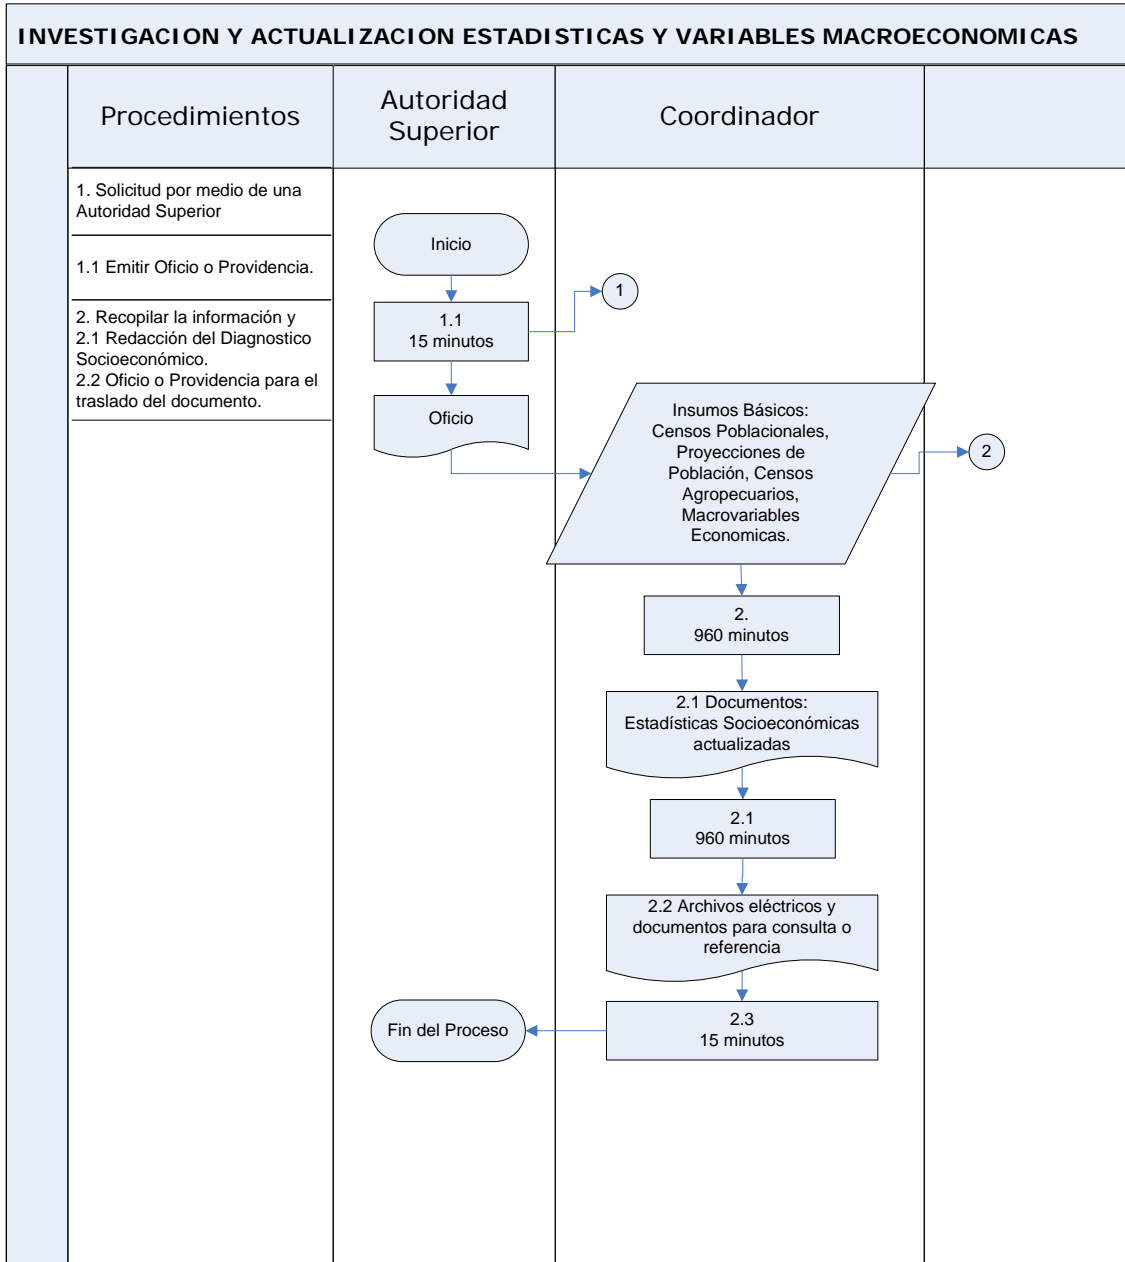 INVESTIGACION Y ACTUALIZACION ESTADISTICAS Y VARIABLES MACROECONOMICAS
Procedimientos
Autoridad
Superior
Coordinador
1. Solicitud por medio de una
Autoridad Superior
1.1 Emitir Oficio o Providencia.
2. Recopilar la información y
2.1 Redacción del Diagnostico
Socioeconómico.
2.2 Oficio o Providencia para el
traslado del documento.
Inicio
1
1.1
15 minutos
Oficio
Insumos Básicos:
Censos Poblacionales,
Proyecciones de
Población, Censos
Agropecuarios,
Macrovariables
Economicas.
2
2.
960 minutos
2.1 Documentos:
Estadísticas Socioeconómicas
actualizadas
2.1
960 minutos
2.2 Archivos eléctricos y
documentos para consulta o
referencia
2.3
15 minutos
Fin del Proceso